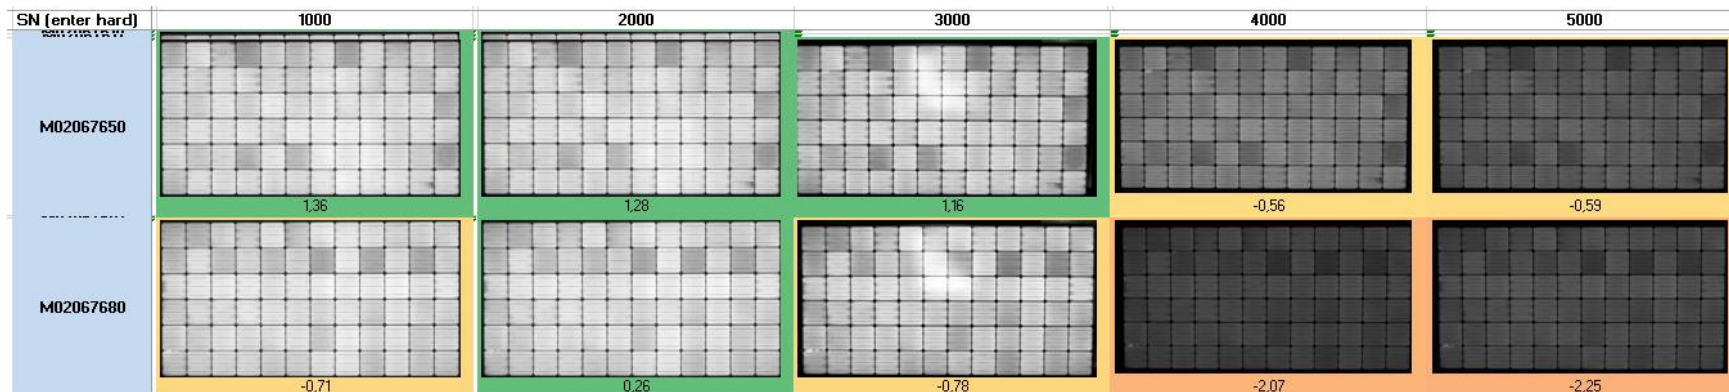 SN (enter hard) 1000 2000 3000 4000 5000
M02067650
1,36 1,28 1,16 -0,56 -0,59
M02067680
-0,71 0,26 -0,78 -2,07 -2,25